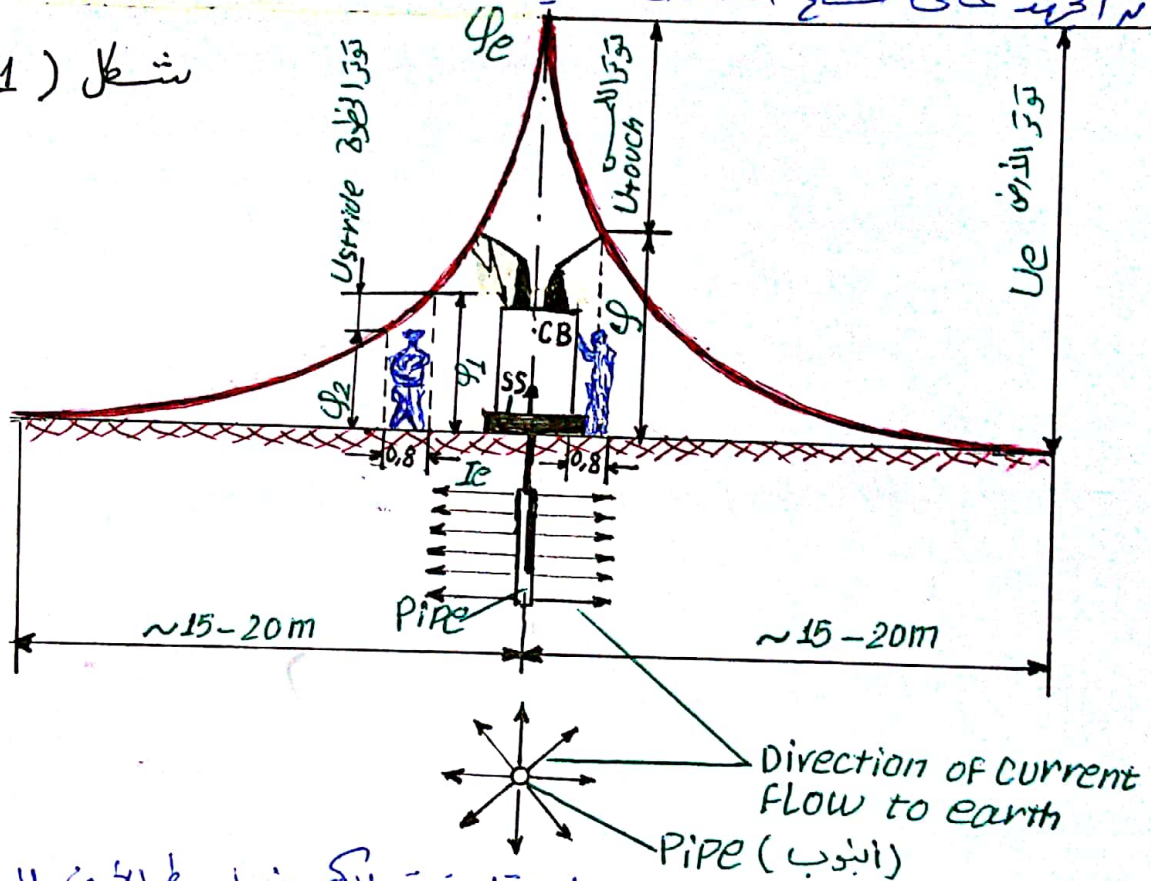 شكل (1
φe
توتر الخطوة
Ustride
توتر اللمس
Utouch
توتر الأرض
Ue
CB
φ
φ1
φ2
SS
0,8
Ie
0,8
PiPe
~15-20m
~15-20m
Direction of current
FLow to earth
PiPe (انبوب)